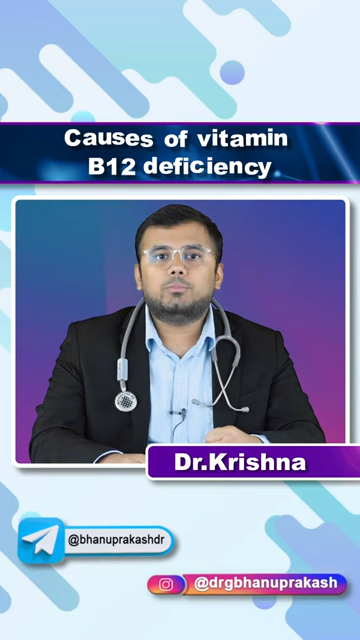 Causes of vitamin
B12 deficiency
Dr.Krishna
@bhanuprakashdr
@drgbhanuprakash